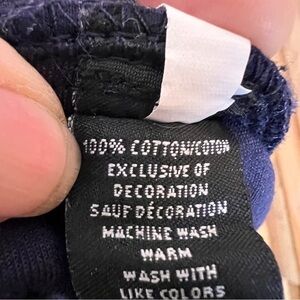 100% COTTON/COTON
EXCLUSIVE OF
DECORATION
SAUF DÉCORATION
MACHINE WASH
WARM
WASH WITH
LIKE COLORS